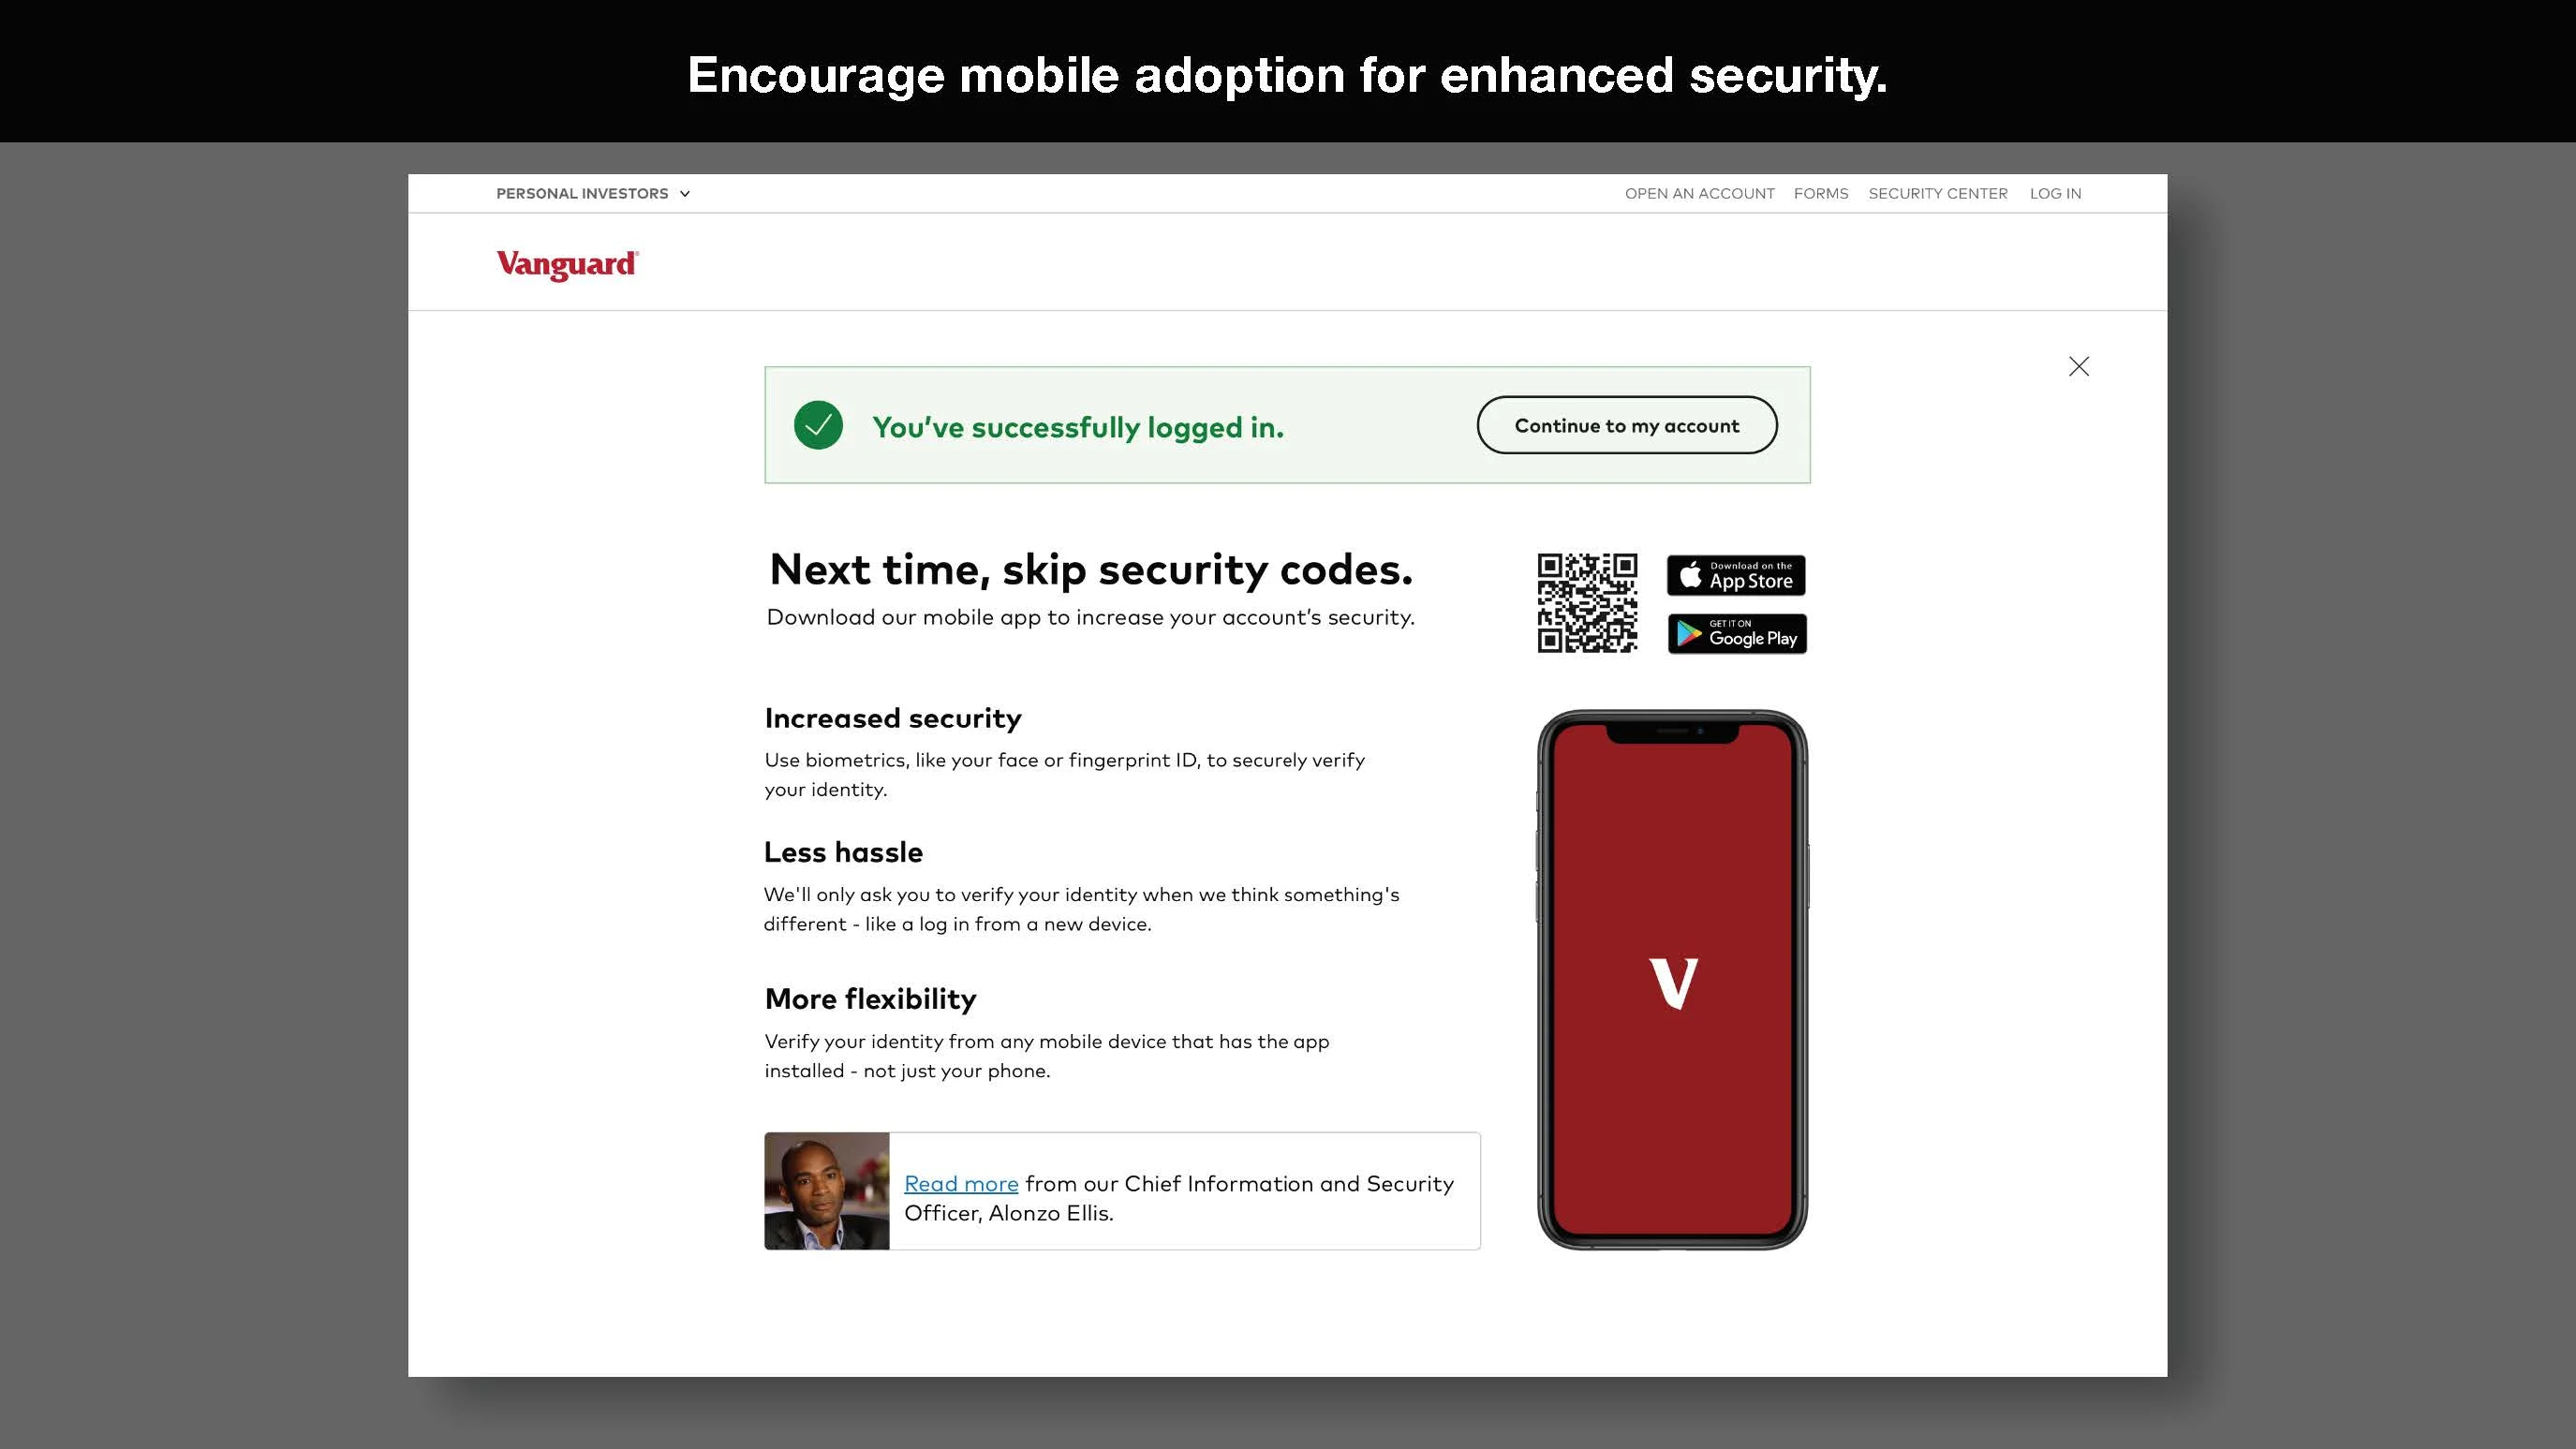 Encourage mobile adoption for enhanced security.
PERSONAL INVESTORS
OPEN AN ACCOUNT FORMS SECURITY CENTER LOG IN
Vanguard
You’ve successfully logged in.
Continue to my account
Next time, skip security codes.
Download our mobile app to increase your account’s security.
Download on the
App Store
GET IT ON
Google Play
Increased security
Use biometrics, like your face or fingerprint ID, to securely verify
your identity.
Less hassle
We'll only ask you to verify your identity when we think something's
different - like a log in from a new device.
More flexibility
Verify your identity from any mobile device that has the app
installed - not just your phone.
Read more from our Chief Information and Security
Officer, Alonzo Ellis.
V